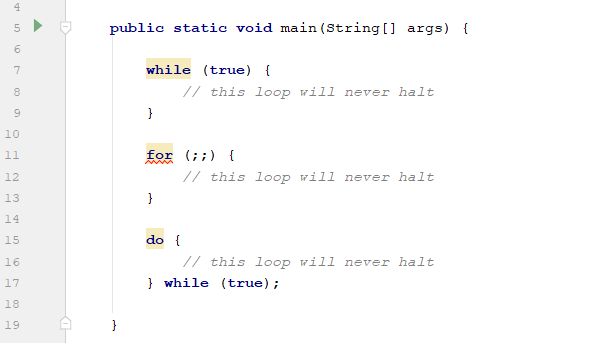 4
5 public static void main(String[] args) {
6
7 while (true) {
8 // this loop will never halt
9 }
10
11 for (;;) {
12 // this loop will never halt
13 }
14
15 do {
16 // this loop will never halt
17 } while (true);
18
19 }